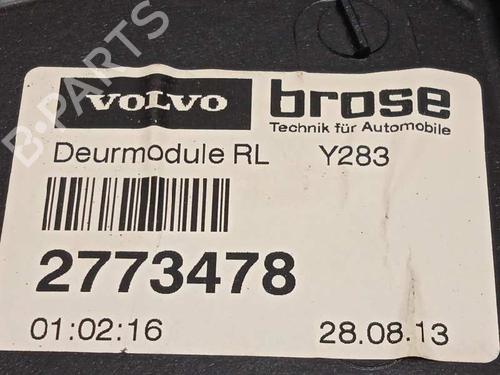 VOLVO brose
Technik für Automobile
Deurmodule RL Y283
2773478
01:02:16 28.08.13
B-PARTS